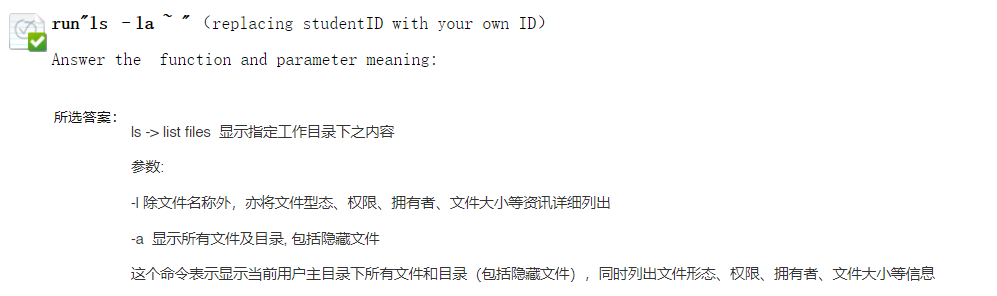 run"ls -la ~ " （replacing studentID with your own ID）
Answer the  function and parameter meaning:
所选答案：
ls -> list files  显示指定工作目录下之内容
参数:
-l 除文件名称外，亦将文件型态、权限、拥有者、文件大小等资讯详细列出
-a  显示所有文件及目录, 包括隐藏文件
这个命令表示显示当前用户主目录下所有文件和目录（包括隐藏文件），同时列出文件形态、权限、拥有者、文件大小等信息